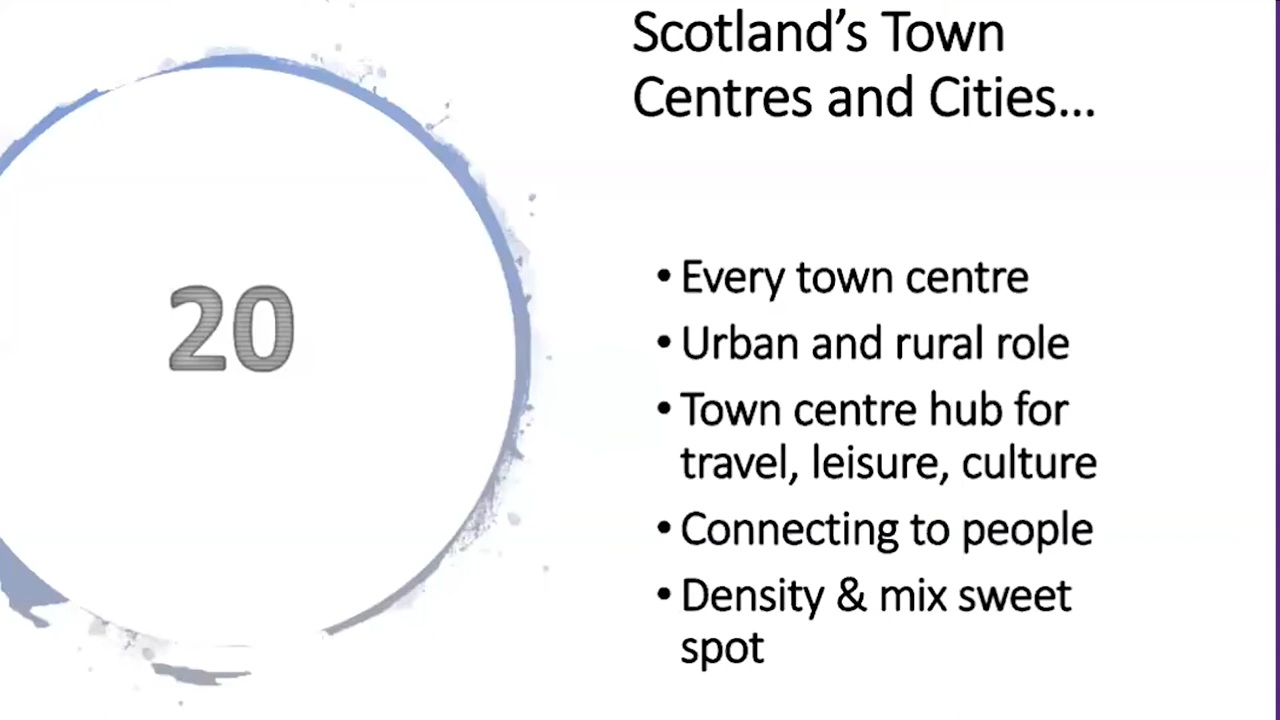 Scotland’s Town
Centres and Cities...
20
• Every town centre
• Urban and rural role
• Town centre hub for
travel, leisure, culture
• Connecting to people
• Density & mix sweet
spot